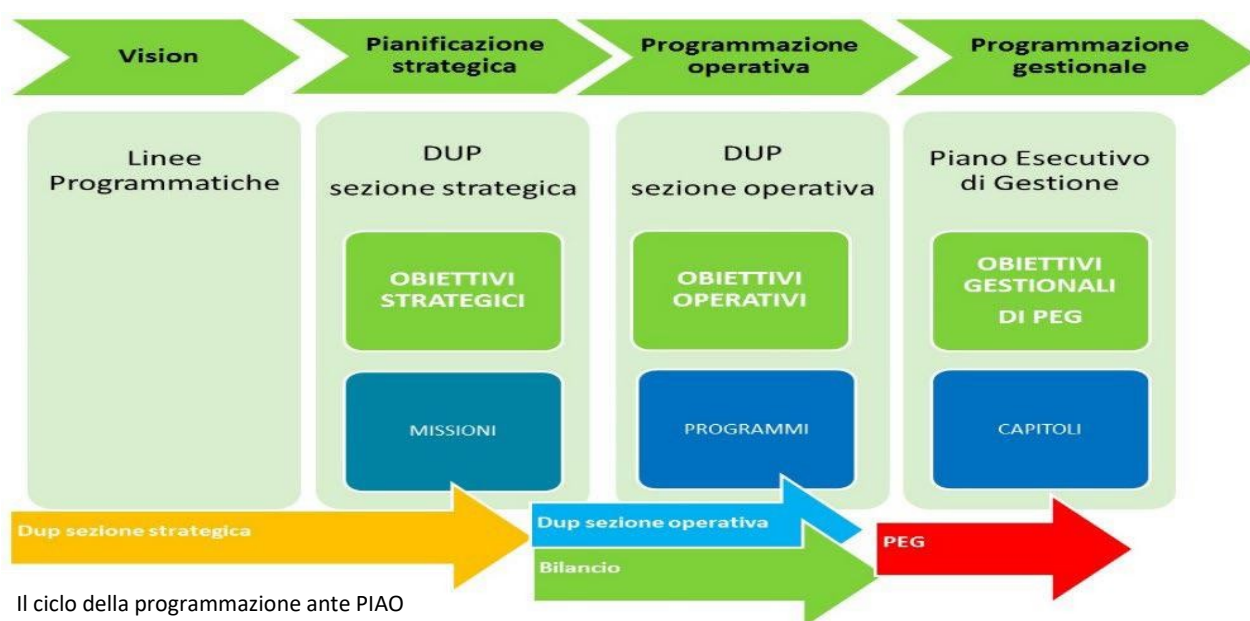 Vision
Pianificazione
strategica
Programmazione
operativa
Programmazione
gestionale
Linee
Programmatiche
DUP
sezione strategica
DUP
sezione operativa
Piano Esecutivo
di Gestione
OBIETTIVI
STRATEGICI
OBIETTIVI
OPERATIVI
OBIETTIVI
GESTIONALI
DI PEG
MISSIONI
PROGRAMMI
CAPITOLI
Dup sezione strategica
Dup sezione operativa
Bilancio
PEG
Il ciclo della programmazione ante PIAO